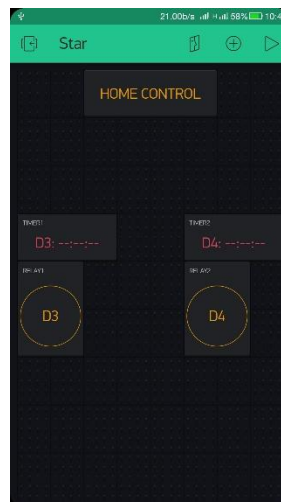 21.00b/s 58% 10:4
Star
HOME CONTROL
TIMER1 TIMER2
D3: --:--:-- D4: --:--:--
RELAY1 RELAY2
D3 D4